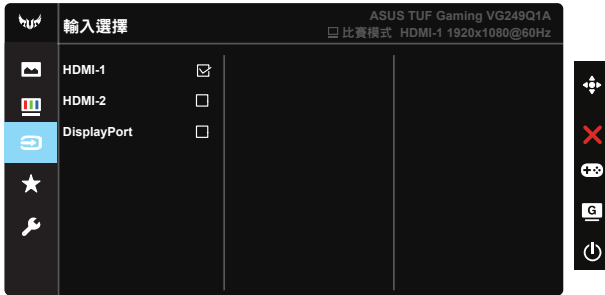 輸入選擇
ASUS TUF Gaming VG249Q1A
比賽模式 HDMI-1 1920x1080@60Hz
HDMI-1
HDMI-2
DisplayPort
G